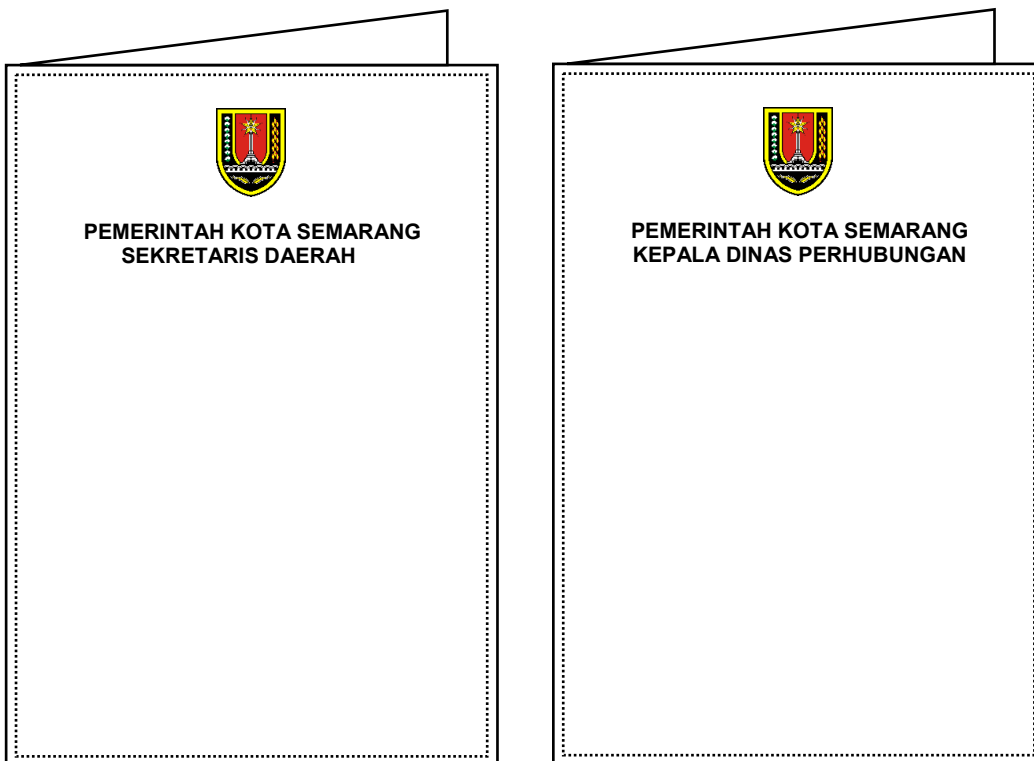 PEMERINTAH KOTA SEMARANG
SEKRETARIS DAERAH
PEMERINTAH KOTA SEMARANG
KEPALA DINAS PERHUBUNGAN